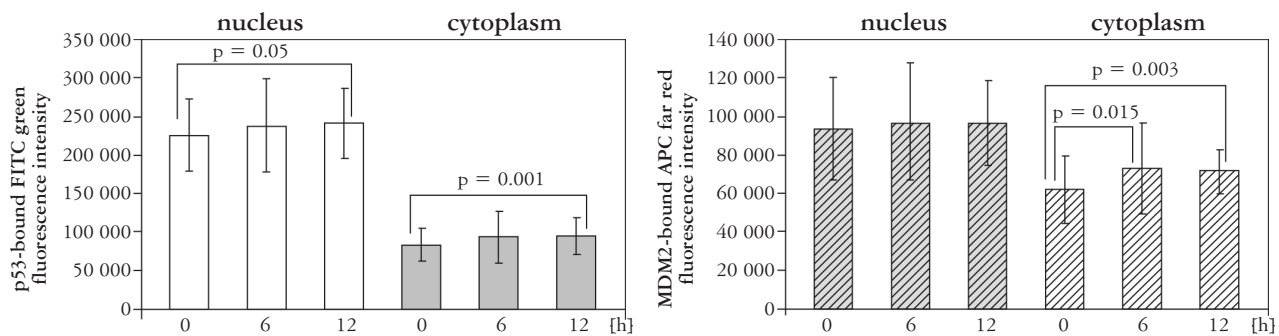 nucleus cytoplasm
350 000
300 000
250 000
200 000
150 000
100 000
50 000
0
p53-bound FITC green
fluorescence intensity
p = 0.05
p = 0.001
0 6 12 0 6 12 [h]
nucleus cytoplasm
140 000
120 000
100 000
80 000
60 000
40 000
20 000
0
MDM2-bound APC far red
fluorescence intensity
p = 0.003
p = 0.015
0 6 12 0 6 12 [h]